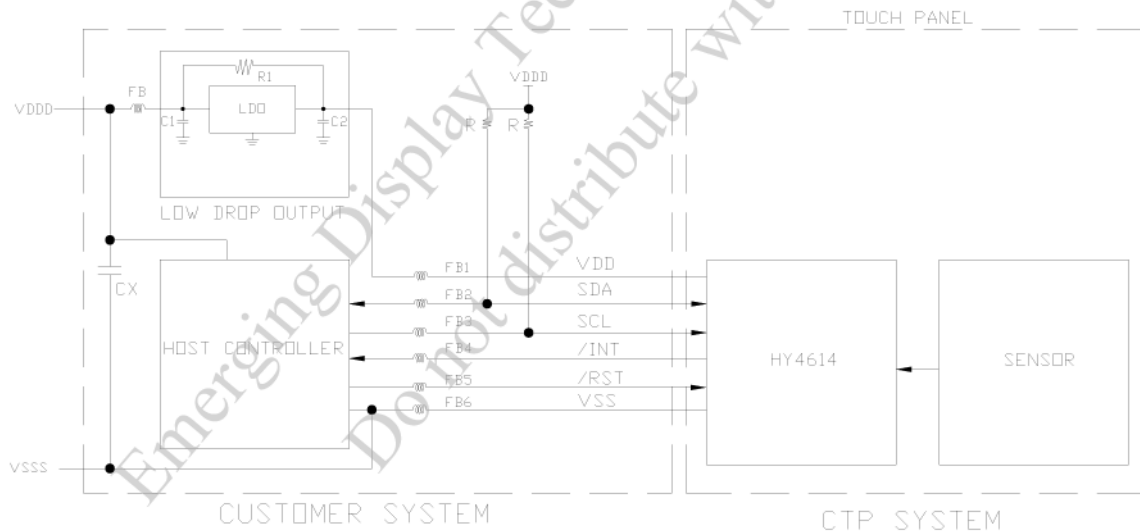 TOUCH PANEL
VDDD
FB
R1
LDO
C1
C2
VDDD
R
R
LOW DROP OUTPUT
CX
HOST CONTROLLER
FB1
VDD
FB2
SDA
FB3
SCL
FB4
/INT
FB5
/RST
FB6
VSS
HY4614
SENSOR
VSSS
CUSTOMER SYSTEM
CTP SYSTEM
Emerging Display Tec
Do not distribute wit